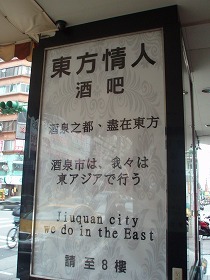 東方情人
酒吧
酒泉之都、盡在東方
酒泉市は、我々は
東アジアで行う
Jiuquan city
we do in the East
請至8樓